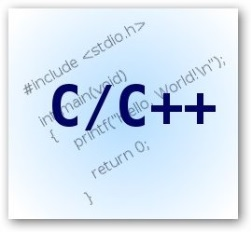 #include <stdio.h>
int main(void)
{ printf("Hello, World!\n");
return 0;
}
C/C++